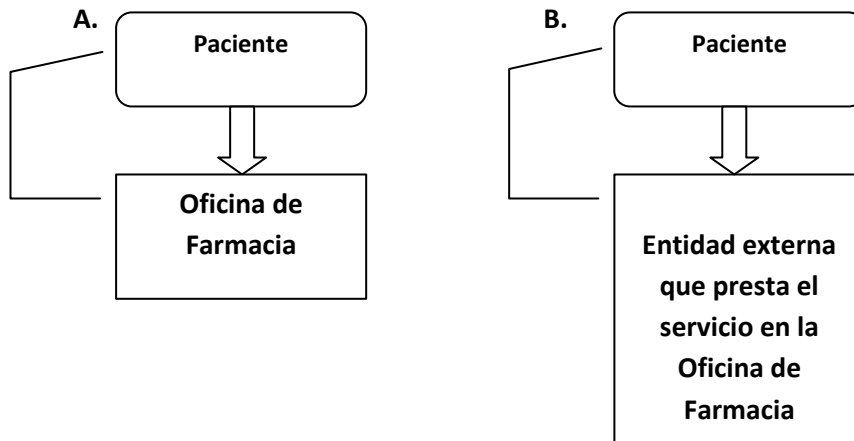 A.
Paciente
Oficina de
Farmacia
B.
Paciente
Entidad externa
que presta el
servicio en la
Oficina de
Farmacia